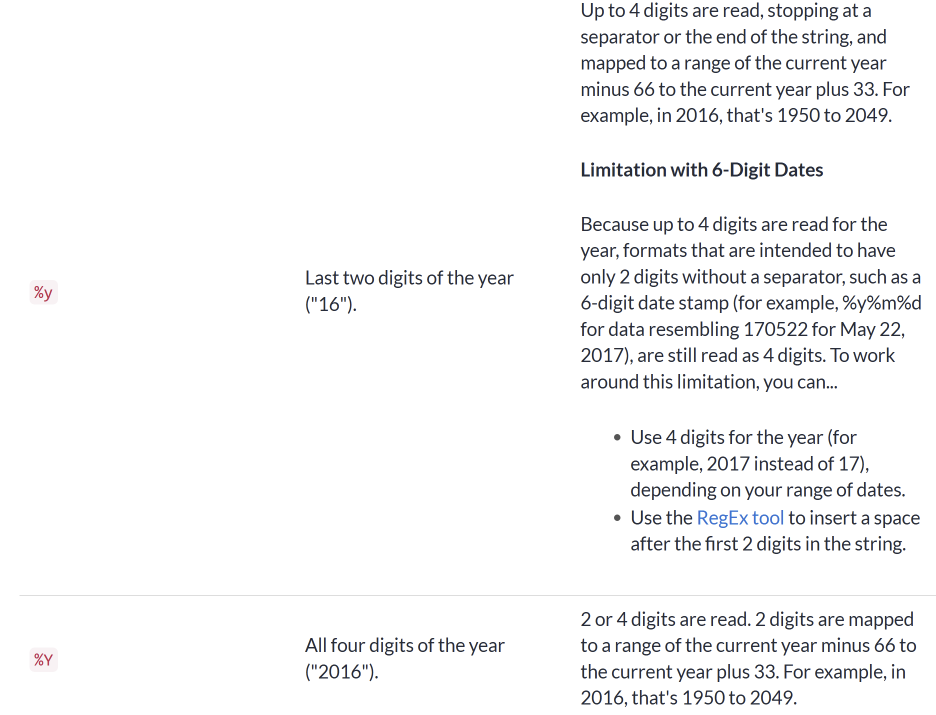 Up to 4 digits are read, stopping at a
separator or the end of the string, and
mapped to a range of the current year
minus 66 to the current year plus 33. For
example, in 2016, that's 1950 to 2049.
Limitation with 6-Digit Dates
Because up to 4 digits are read for the
year, formats that are intended to have
only 2 digits without a separator, such as a
6-digit date stamp (for example, %y%m%d
for data resembling 170522 for May 22,
2017), are still read as 4 digits. To work
around this limitation, you can...
• Use 4 digits for the year (for
example, 2017 instead of 17),
depending on your range of dates.
• Use the RegEx tool to insert a space
after the first 2 digits in the string.
%y
Last two digits of the year
("16").
%Y
All four digits of the year
("2016").
2 or 4 digits are read. 2 digits are mapped
to a range of the current year minus 66 to
the current year plus 33. For example, in
2016, that's 1950 to 2049.